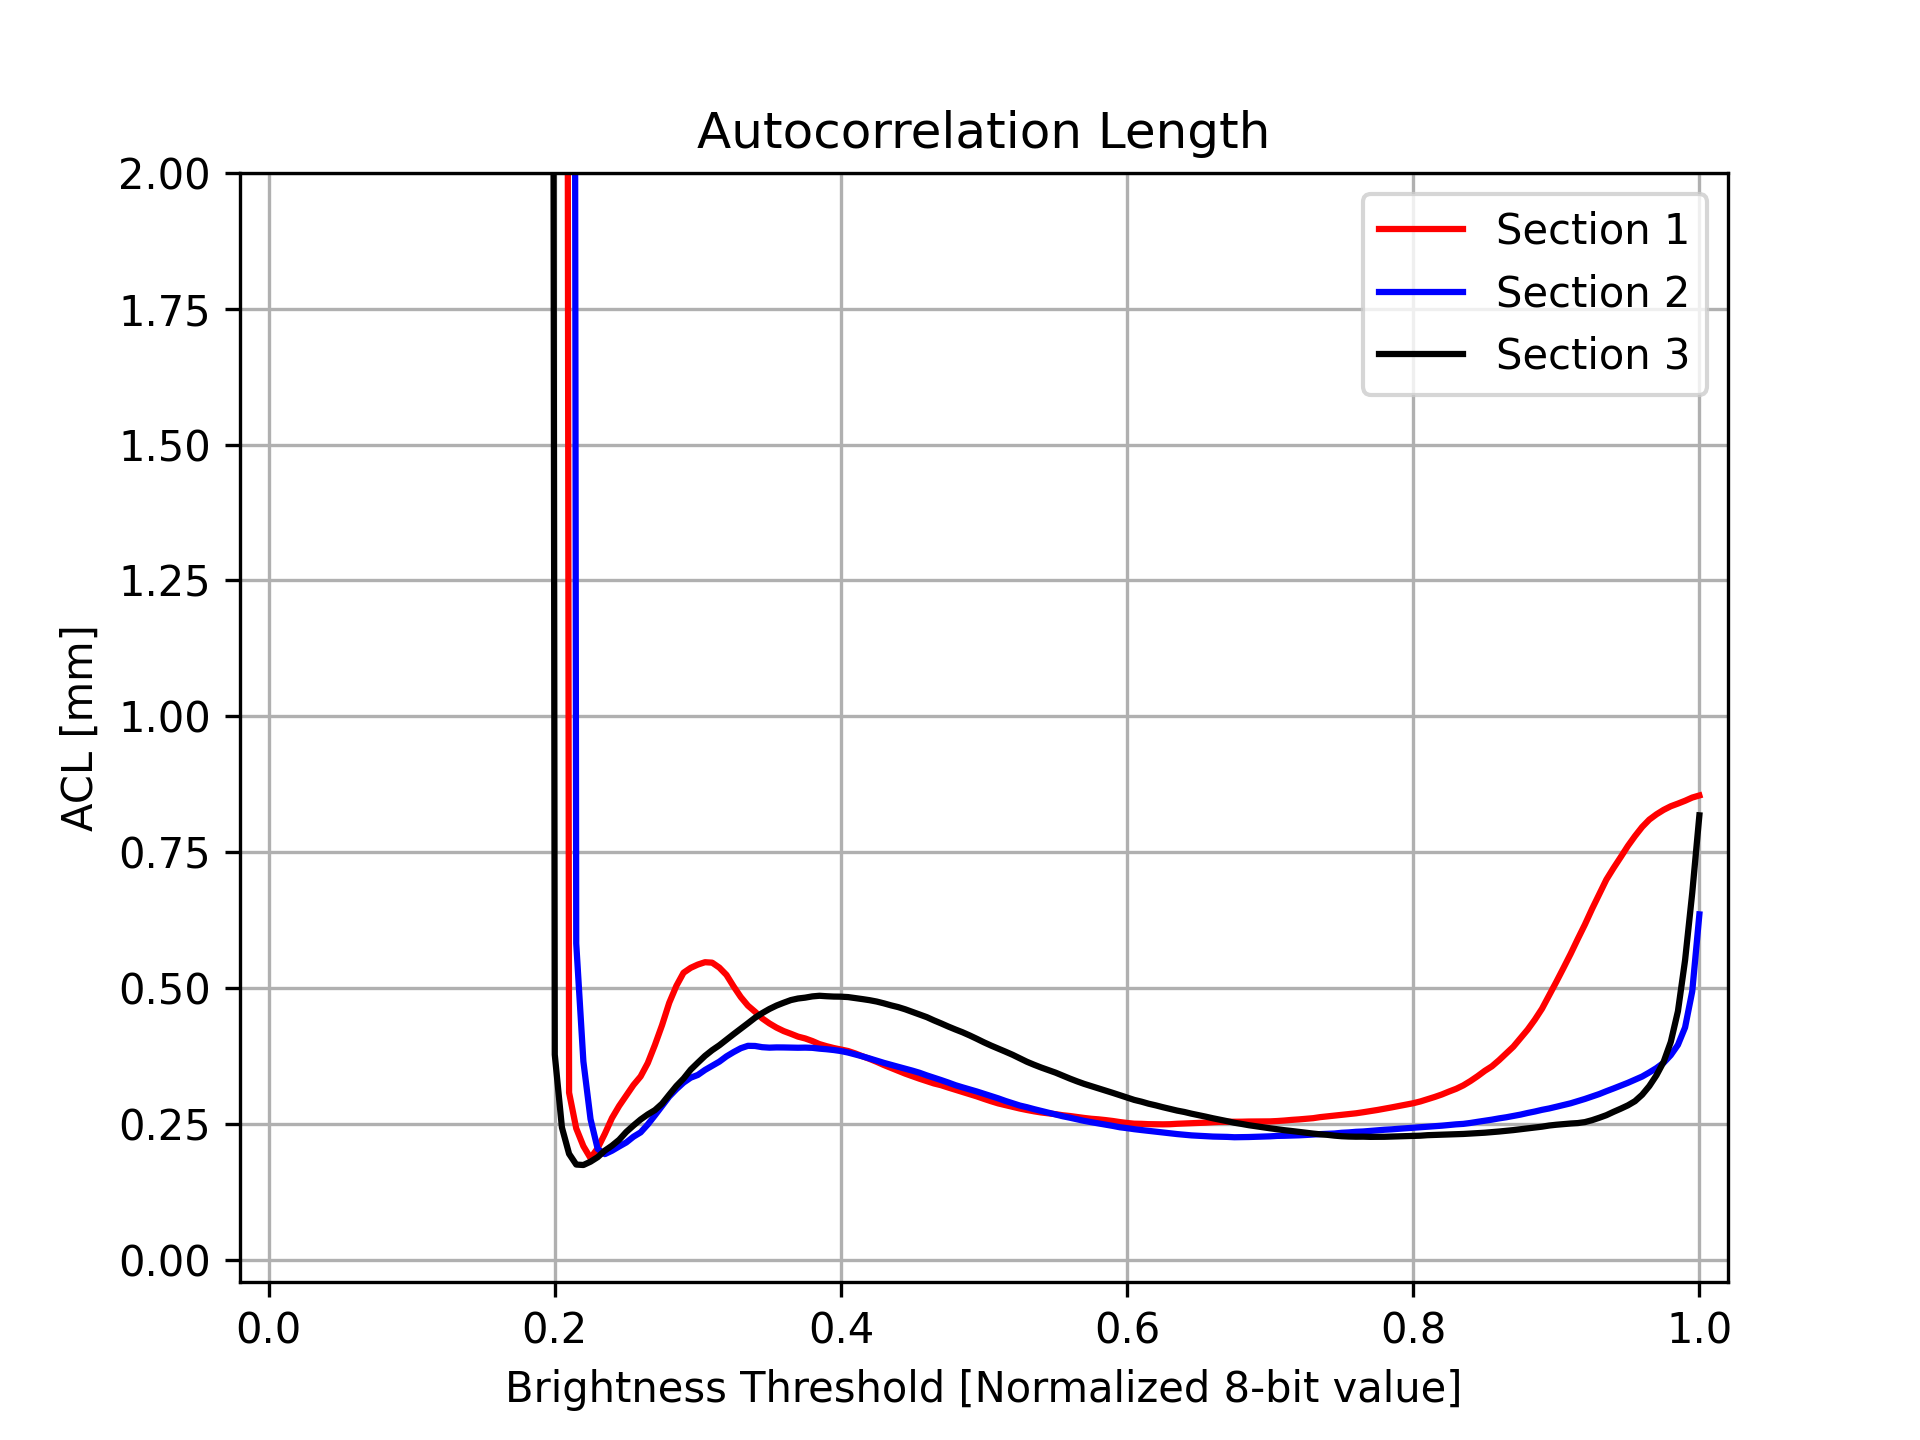 Autocorrelation Length
2.00
1.75
1.50
1.25
1.00
0.75
0.50
0.25
0.00
ACL [mm]
Section 1
Section 2
Section 3
0.0 0.2 0.4 0.6 0.8 1.0
Brightness Threshold [Normalized 8-bit value]